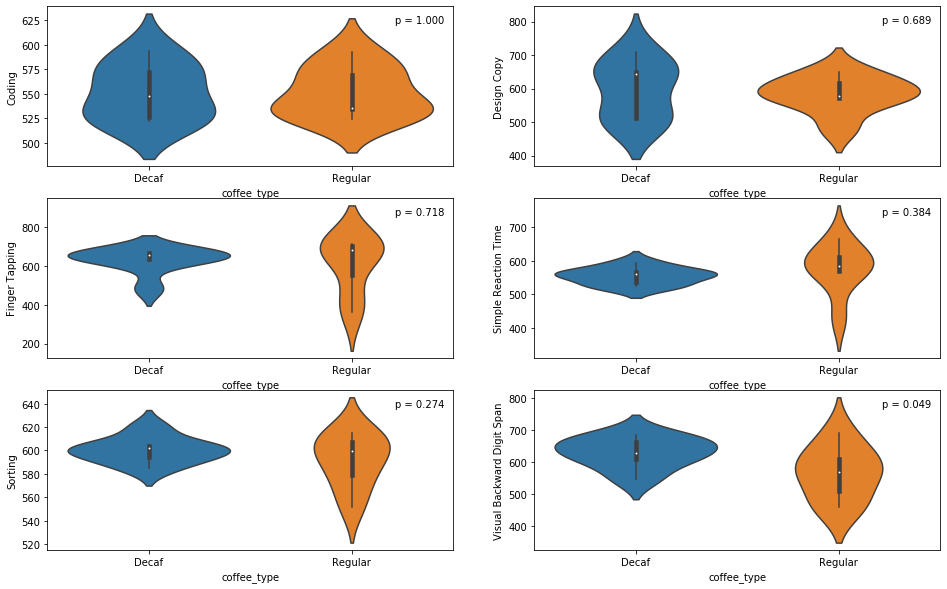 Coding
625
600
575
550
525
500
p = 1.000
Decaf
Regular
coffee_type
Design Copy
800
700
600
500
400
p = 0.689
Decaf
Regular
coffee_type
Finger Tapping
800
600
400
200
p = 0.718
Decaf
Regular
coffee_type
Simple Reaction Time
700
600
500
400
p = 0.384
Decaf
Regular
coffee_type
Sorting
640
620
600
580
560
540
520
p = 0.274
Decaf
Regular
coffee_type
Visual Backward Digit Span
800
700
600
500
400
p = 0.049
Decaf
Regular
coffee_type